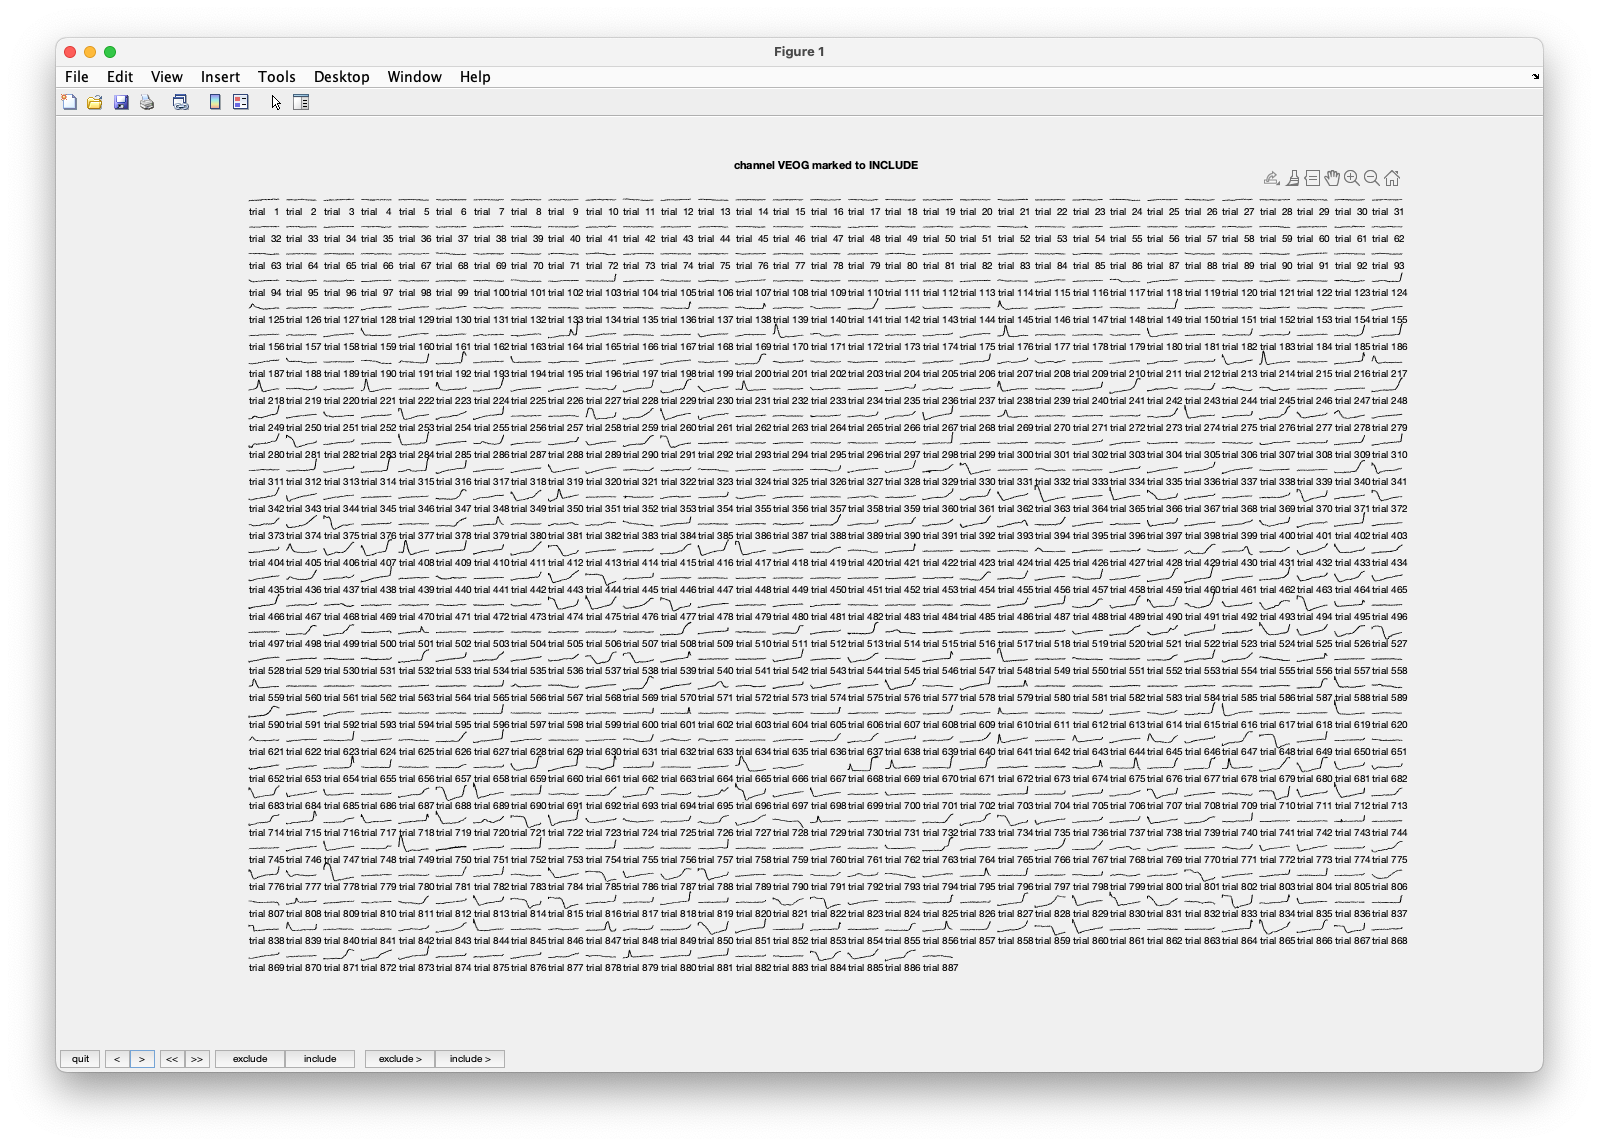 Figure 1
File Edit View Insert Tools Desktop Window Help
channel VEOG marked to INCLUDE
trial 1 trial 2 trial 3 trial 4 trial 5 trial 6 trial 7 trial 8 trial 9 trial 10 trial 11 trial 12 trial 13 trial 14 trial 15 trial 16 trial 17 trial 18 trial 19 trial 20 trial 21 trial 22 trial 23 trial 24 trial 25 trial 26 trial 27 trial 28 trial 29 trial 30 trial 31
trial 32 trial 33 trial 34 trial 35 trial 36 trial 37 trial 38 trial 39 trial 40 trial 41 trial 42 trial 43 trial 44 trial 45 trial 46 trial 47 trial 48 trial 49 trial 50 trial 51 trial 52 trial 53 trial 54 trial 55 trial 56 trial 57 trial 58 trial 59 trial 60 trial 61 trial 62
trial 63 trial 64 trial 65 trial 66 trial 67 trial 68 trial 69 trial 70 trial 71 trial 72 trial 73 trial 74 trial 75 trial 76 trial 77 trial 78 trial 79 trial 80 trial 81 trial 82 trial 83 trial 84 trial 85 trial 86 trial 87 trial 88 trial 89 trial 90 trial 91 trial 92 trial 93
trial 94 trial 95 trial 96 trial 97 trial 98 trial 99 trial 100 trial 101 trial 102 trial 103 trial 104 trial 105 trial 106 trial 107 trial 108 trial 109 trial 110 trial 111 trial 112 trial 113 trial 114 trial 115 trial 116 trial 117 trial 118 trial 119 trial 120 trial 121 trial 122 trial 123 trial 124
trial 125 trial 126 trial 127 trial 128 trial 129 trial 130 trial 131 trial 132 trial 133 trial 134 trial 135 trial 136 trial 137 trial 138 trial 139 trial 140 trial 141 trial 142 trial 143 trial 144 trial 145 trial 146 trial 147 trial 148 trial 149 trial 150 trial 151 trial 152 trial 153 trial 154 trial 155
trial 156 trial 157 trial 158 trial 159 trial 160 trial 161 trial 162 trial 163 trial 164 trial 165 trial 166 trial 167 trial 168 trial 169 trial 170 trial 171 trial 172 trial 173 trial 174 trial 175 trial 176 trial 177 trial 178 trial 179 trial 180 trial 181 trial 182 trial 183 trial 184 trial 185 trial 186
trial 187 trial 188 trial 189 trial 190 trial 191 trial 192 trial 193 trial 194 trial 195 trial 196 trial 197 trial 198 trial 199 trial 200 trial 201 trial 202 trial 203 trial 204 trial 205 trial 206 trial 207 trial 208 trial 209 trial 210 trial 211 trial 212 trial 213 trial 214 trial 215 trial 216 trial 217
trial 218 trial 219 trial 220 trial 221 trial 222 trial 223 trial 224 trial 225 trial 226 trial 227 trial 228 trial 229 trial 230 trial 231 trial 232 trial 233 trial 234 trial 235 trial 236 trial 237 trial 238 trial 239 trial 240 trial 241 trial 242 trial 243 trial 244 trial 245 trial 246 trial 247 trial 248
trial 249 trial 250 trial 251 trial 252 trial 253 trial 254 trial 255 trial 256 trial 257 trial 258 trial 259 trial 260 trial 261 trial 262 trial 263 trial 264 trial 265 trial 266 trial 267 trial 268 trial 269 trial 270 trial 271 trial 272 trial 273 trial 274 trial 275 trial 276 trial 277 trial 278 trial 279
trial 280 trial 281 trial 282 trial 283 trial 284 trial 285 trial 286 trial 287 trial 288 trial 289 trial 290 trial 291 trial 292 trial 293 trial 294 trial 295 trial 296 trial 297 trial 298 trial 299 trial 300 trial 301 trial 302 trial 303 trial 304 trial 305 trial 306 trial 307 trial 308 trial 309 trial 310
trial 311 trial 312 trial 313 trial 314 trial 315 trial 316 trial 317 trial 318 trial 319 trial 320 trial 321 trial 322 trial 323 trial 324 trial 325 trial 326 trial 327 trial 328 trial 329 trial 330 trial 331 trial 332 trial 333 trial 334 trial 335 trial 336 trial 337 trial 338 trial 339 trial 340 trial 341
trial 342 trial 343 trial 344 trial 345 trial 346 trial 347 trial 348 trial 349 trial 350 trial 351 trial 352 trial 353 trial 354 trial 355 trial 356 trial 357 trial 358 trial 359 trial 360 trial 361 trial 362 trial 363 trial 364 trial 365 trial 366 trial 367 trial 368 trial 369 trial 370 trial 371 trial 372
trial 373 trial 374 trial 375 trial 376 trial 377 trial 378 trial 379 trial 380 trial 381 trial 382 trial 383 trial 384 trial 385 trial 386 trial 387 trial 388 trial 389 trial 390 trial 391 trial 392 trial 393 trial 394 trial 395 trial 396 trial 397 trial 398 trial 399 trial 400 trial 401 trial 402 trial 403
trial 404 trial 405 trial 406 trial 407 trial 408 trial 409 trial 410 trial 411 trial 412 trial 413 trial 414 trial 415 trial 416 trial 417 trial 418 trial 419 trial 420 trial 421 trial 422 trial 423 trial 424 trial 425 trial 426 trial 427 trial 428 trial 429 trial 430 trial 431 trial 432 trial 433 trial 434
trial 435 trial 436 trial 437 trial 438 trial 439 trial 440 trial 441 trial 442 trial 443 trial 444 trial 445 trial 446 trial 447 trial 448 trial 449 trial 450 trial 451 trial 452 trial 453 trial 454 trial 455 trial 456 trial 457 trial 458 trial 459 trial 460 trial 461 trial 462 trial 463 trial 464 trial 465
trial 466 trial 467 trial 468 trial 469 trial 470 trial 471 trial 472 trial 473 trial 474 trial 475 trial 476 trial 477 trial 478 trial 479 trial 480 trial 481 trial 482 trial 483 trial 484 trial 485 trial 486 trial 487 trial 488 trial 489 trial 490 trial 491 trial 492 trial 493 trial 494 trial 495 trial 496
trial 497 trial 498 trial 499 trial 500 trial 501 trial 502 trial 503 trial 504 trial 505 trial 506 trial 507 trial 508 trial 509 trial 510 trial 511 trial 512 trial 513 trial 514 trial 515 trial 516 trial 517 trial 518 trial 519 trial 520 trial 521 trial 522 trial 523 trial 524 trial 525 trial 526 trial 527
trial 528 trial 529 trial 530 trial 531 trial 532 trial 533 trial 534 trial 535 trial 536 trial 537 trial 538 trial 539 trial 540 trial 541 trial 542 trial 543 trial 544 trial 545 trial 546 trial 547 trial 548 trial 549 trial 550 trial 551 trial 552 trial 553 trial 554 trial 555 trial 556 trial 557 trial 558
trial 559 trial 560 trial 561 trial 562 trial 563 trial 564 trial 565 trial 566 trial 567 trial 568 trial 569 trial 570 trial 571 trial 572 trial 573 trial 574 trial 575 trial 576 trial 577 trial 578 trial 579 trial 580 trial 581 trial 582 trial 583 trial 584 trial 585 trial 586 trial 587 trial 588 trial 589
trial 590 trial 591 trial 592 trial 593 trial 594 trial 595 trial 596 trial 597 trial 598 trial 599 trial 600 trial 601 trial 602 trial 603 trial 604 trial 605 trial 606 trial 607 trial 608 trial 609 trial 610 trial 611 trial 612 trial 613 trial 614 trial 615 trial 616 trial 617 trial 618 trial 619 trial 620
trial 621 trial 622 trial 623 trial 624 trial 625 trial 626 trial 627 trial 628 trial 629 trial 630 trial 631 trial 632 trial 633 trial 634 trial 635 trial 636 trial 637 trial 638 trial 639 trial 640 trial 641 trial 642 trial 643 trial 644 trial 645 trial 646 trial 647 trial 648 trial 649 trial 650 trial 651
trial 652 trial 653 trial 654 trial 655 trial 656 trial 657 trial 658 trial 659 trial 660 trial 661 trial 662 trial 663 trial 664 trial 665 trial 666 trial 667 trial 668 trial 669 trial 670 trial 671 trial 672 trial 673 trial 674 trial 675 trial 676 trial 677 trial 678 trial 679 trial 680 trial 681 trial 682
trial 683 trial 684 trial 685 trial 686 trial 687 trial 688 trial 689 trial 690 trial 691 trial 692 trial 693 trial 694 trial 695 trial 696 trial 697 trial 698 trial 699 trial 700 trial 701 trial 702 trial 703 trial 704 trial 705 trial 706 trial 707 trial 708 trial 709 trial 710 trial 711 trial 712 trial 713
trial 714 trial 715 trial 716 trial 717 trial 718 trial 719 trial 720 trial 721 trial 722 trial 723 trial 724 trial 725 trial 726 trial 727 trial 728 trial 729 trial 730 trial 731 trial 732 trial 733 trial 734 trial 735 trial 736 trial 737 trial 738 trial 739 trial 740 trial 741 trial 742 trial 743 trial 744
trial 745 trial 746 trial 747 trial 748 trial 749 trial 750 trial 751 trial 752 trial 753 trial 754 trial 755 trial 756 trial 757 trial 758 trial 759 trial 760 trial 761 trial 762 trial 763 trial 764 trial 765 trial 766 trial 767 trial 768 trial 769 trial 770 trial 771 trial 772 trial 773 trial 774 trial 775
trial 776 trial 777 trial 778 trial 779 trial 780 trial 781 trial 782 trial 783 trial 784 trial 785 trial 786 trial 787 trial 788 trial 789 trial 790 trial 791 trial 792 trial 793 trial 794 trial 795 trial 796 trial 797 trial 798 trial 799 trial 800 trial 801 trial 802 trial 803 trial 804 trial 805 trial 806
trial 807 trial 808 trial 809 trial 810 trial 811 trial 812 trial 813 trial 814 trial 815 trial 816 trial 817 trial 818 trial 819 trial 820 trial 821 trial 822 trial 823 trial 824 trial 825 trial 826 trial 827 trial 828 trial 829 trial 830 trial 831 trial 832 trial 833 trial 834 trial 835 trial 836 trial 837
trial 838 trial 839 trial 840 trial 841 trial 842 trial 843 trial 844 trial 845 trial 846 trial 847 trial 848 trial 849 trial 850 trial 851 trial 852 trial 853 trial 854 trial 855 trial 856 trial 857 trial 858 trial 859 trial 860 trial 861 trial 862 trial 863 trial 864 trial 865 trial 866 trial 867 trial 868
trial 869 trial 870 trial 871 trial 872 trial 873 trial 874 trial 875 trial 876 trial 877 trial 878 trial 879 trial 880 trial 881 trial 882 trial 883 trial 884 trial 885 trial 886 trial 887
quit < > << >> exclude include exclude > include >